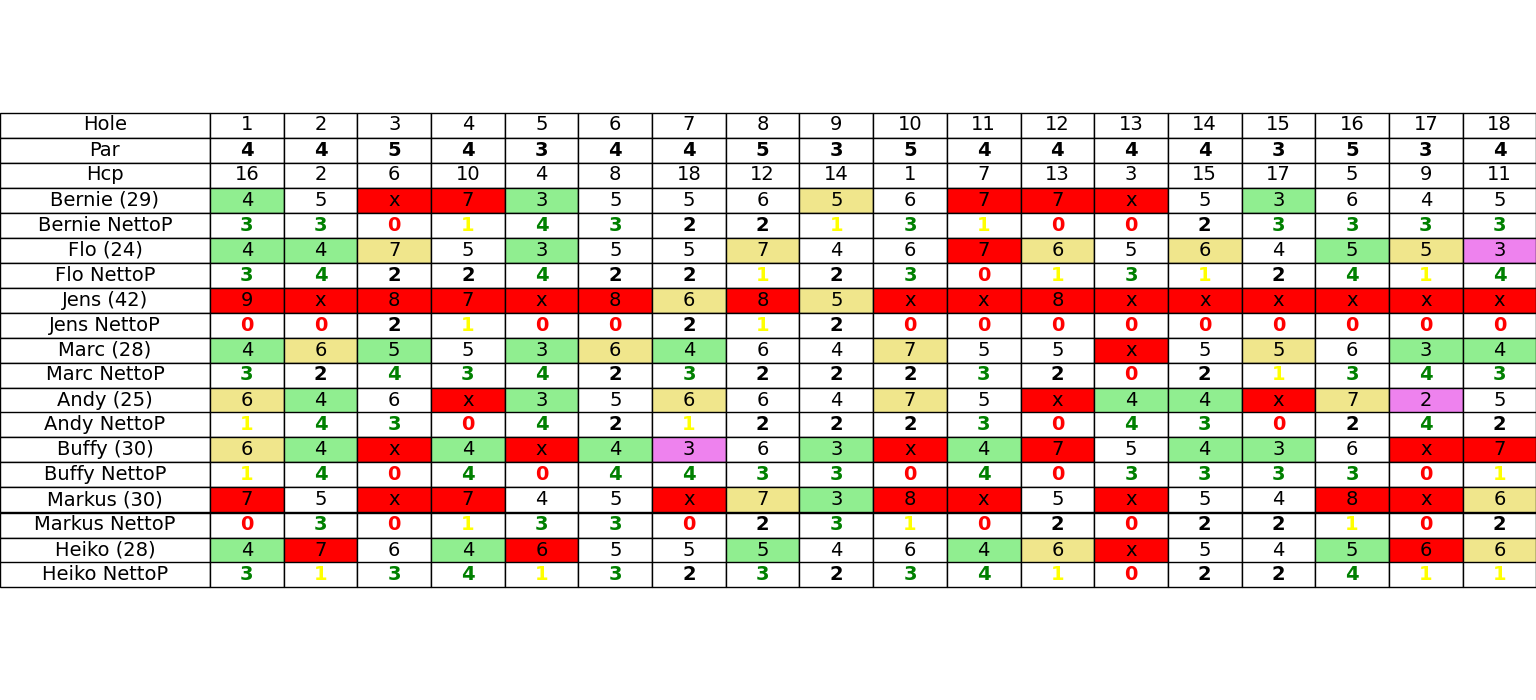 Hole 1 2 3 4 5 6 7 8 9 10 11 12 13 14 15 16 17 18
Par 4 4 5 4 3 4 4 5 3 5 4 4 4 4 3 5 3 4
Hcp 16 2 6 10 4 8 18 12 14 1 7 13 3 15 17 5 9 11
Bernie (29) 4 5 x 7 3 5 5 6 5 6 7 7 x 5 3 6 4 5
Bernie NettoP 3 3 0 1 4 3 2 2 1 3 1 0 0 2 3 3 3 3
Flo (24) 4 4 7 5 3 5 5 7 4 6 7 6 5 6 4 5 5 3
Flo NettoP 3 4 2 2 4 2 2 1 2 3 0 1 3 1 2 4 1 4
Jens (42) 9 x 8 7 x 8 6 8 5 x x 8 x x x x x x
Jens NettoP 0 0 2 1 0 0 2 1 2 0 0 0 0 0 0 0 0 0
Marc (28) 4 6 5 5 3 6 4 6 4 7 5 5 x 5 5 6 3 4
Marc NettoP 3 2 4 3 4 2 3 2 2 2 3 2 0 2 1 3 4 3
Andy (25) 6 4 6 x 3 5 6 6 4 7 5 x 4 4 x 7 2 5
Andy NettoP 1 4 3 0 4 2 1 2 2 2 3 0 4 3 0 2 4 2
Buffy (30) 6 4 x 4 x 4 3 6 3 x 4 7 5 4 3 6 x 7
Buffy NettoP 1 4 0 4 0 4 4 3 3 0 4 0 3 3 3 3 0 1
Markus (30) 7 5 x 7 4 5 x 7 3 8 x 5 x 5 4 8 x 6
Markus NettoP 0 3 0 1 3 3 0 2 3 1 0 2 0 2 2 1 0 2
Heiko (28) 4 7 6 4 6 5 5 5 4 6 4 6 x 5 4 5 6 6
Heiko NettoP 3 1 3 4 1 3 2 3 2 3 4 1 0 2 2 4 1 1